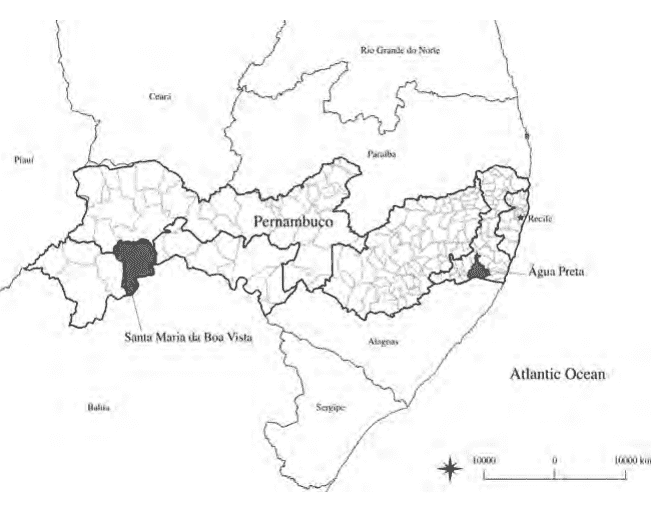 Rio Grande do Norte
Ceará
Piauí
Paraíba
Pernambuco
Recife
Água Preta
Santa Maria da Boa Vista
Alagoas
Atlantic Ocean
Bahia
Sergipe
10000 0 10000 km